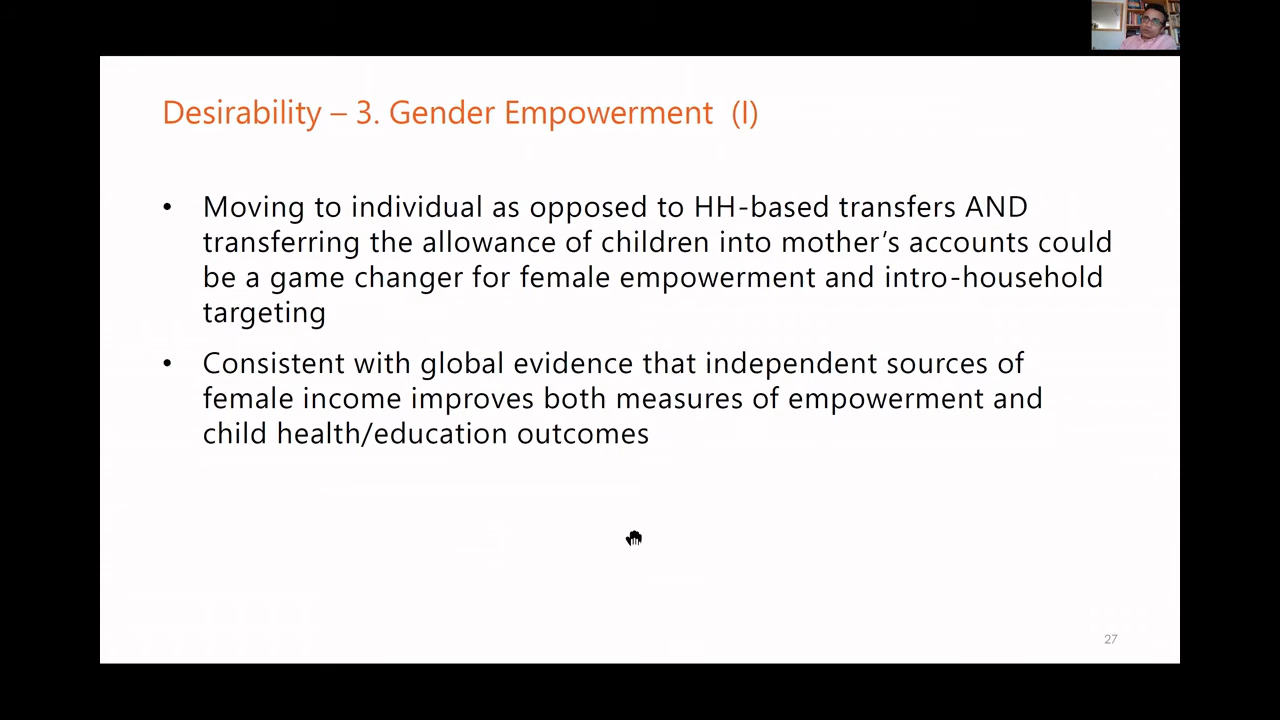 Desirability – 3. Gender Empowerment (I)
• Moving to individual as opposed to HH-based transfers AND
transferring the allowance of children into mother’s accounts could
be a game changer for female empowerment and intro-household
targeting
• Consistent with global evidence that independent sources of
female income improves both measures of empowerment and
child health/education outcomes
27